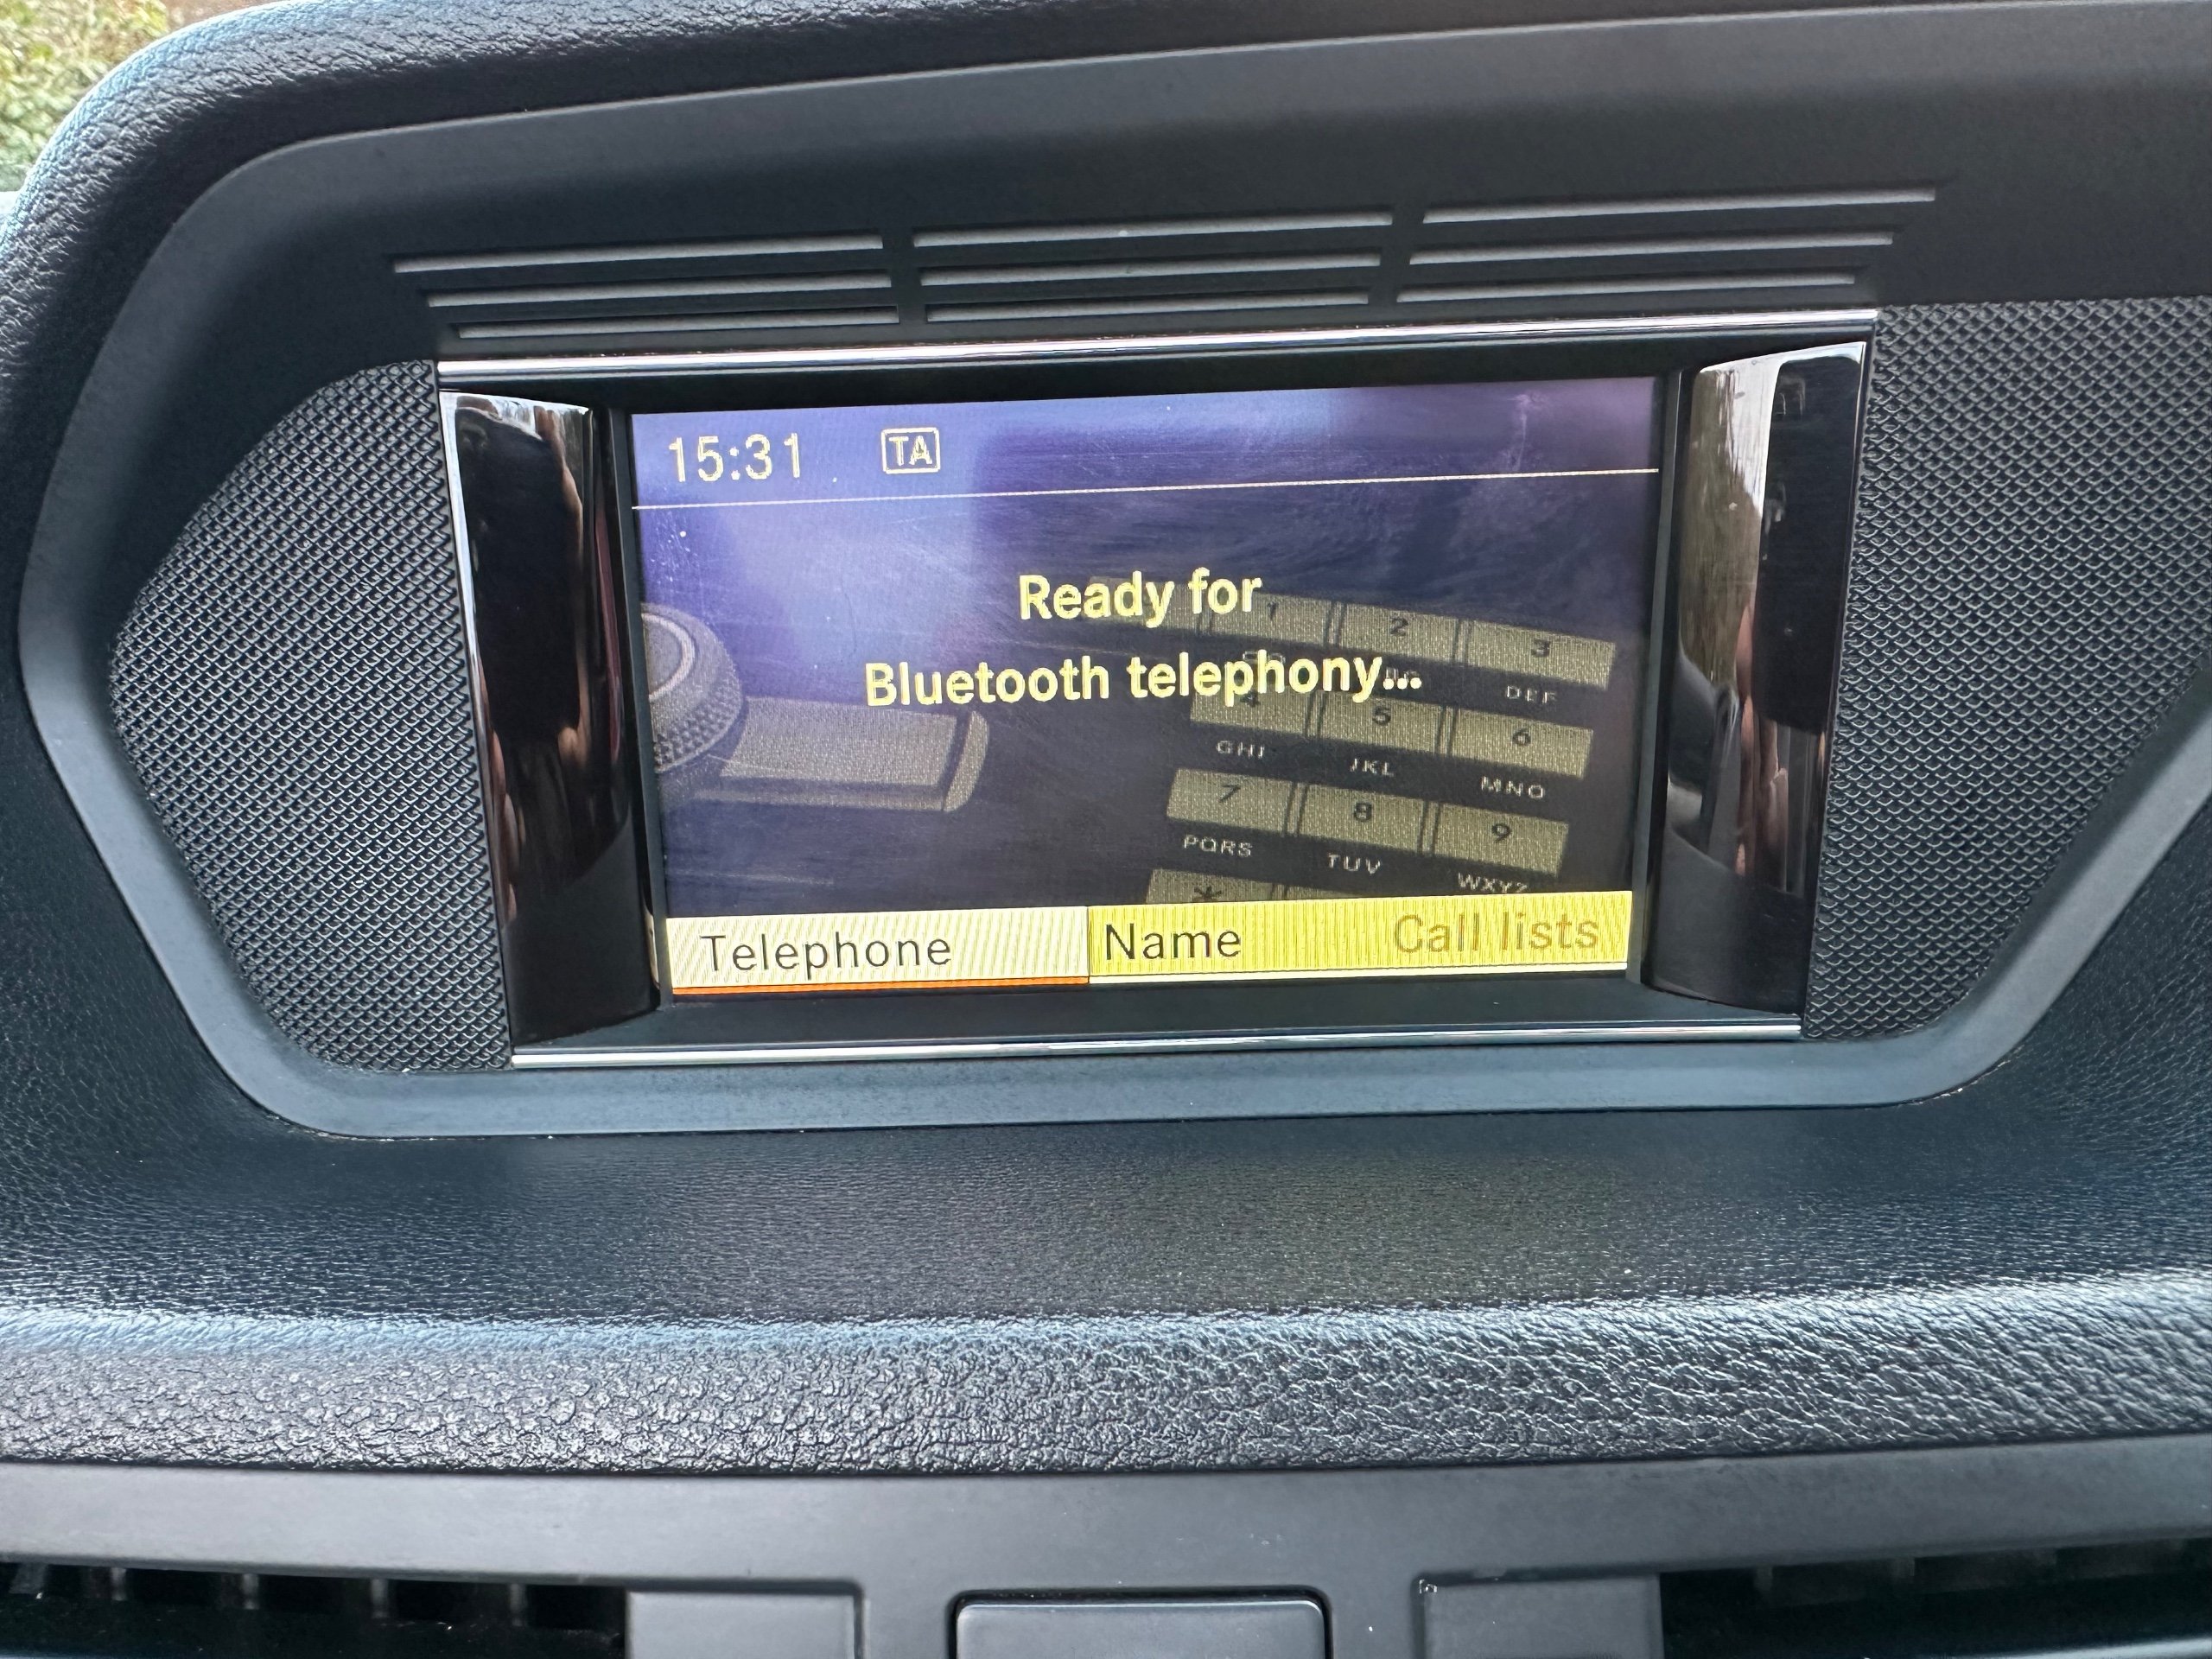 15:31 TA
Ready for
Bluetooth telephony...
1 2 3
DEF
4 5 6
GHI JKL MNO
7 8 9
PQRS TUV WXYZ
*
Telephone Name Call lists